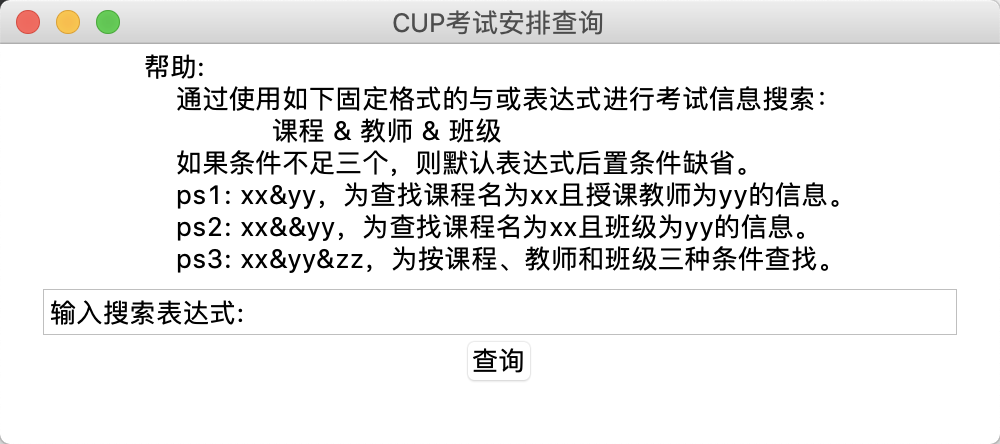 CUP考试安排查询
帮助:
通过使用如下固定格式的与或表达式进行考试信息搜索：
课程 & 教师 & 班级
如果条件不足三个，则默认表达式后置条件缺省。
ps1: xx&yy，为查找课程名为xx且授课教师为yy的信息。
ps2: xx&&yy，为查找课程名为xx且班级为yy的信息。
ps3: xx&yy&zz，为按课程、教师和班级三种条件查找。
输入搜索表达式:
查询